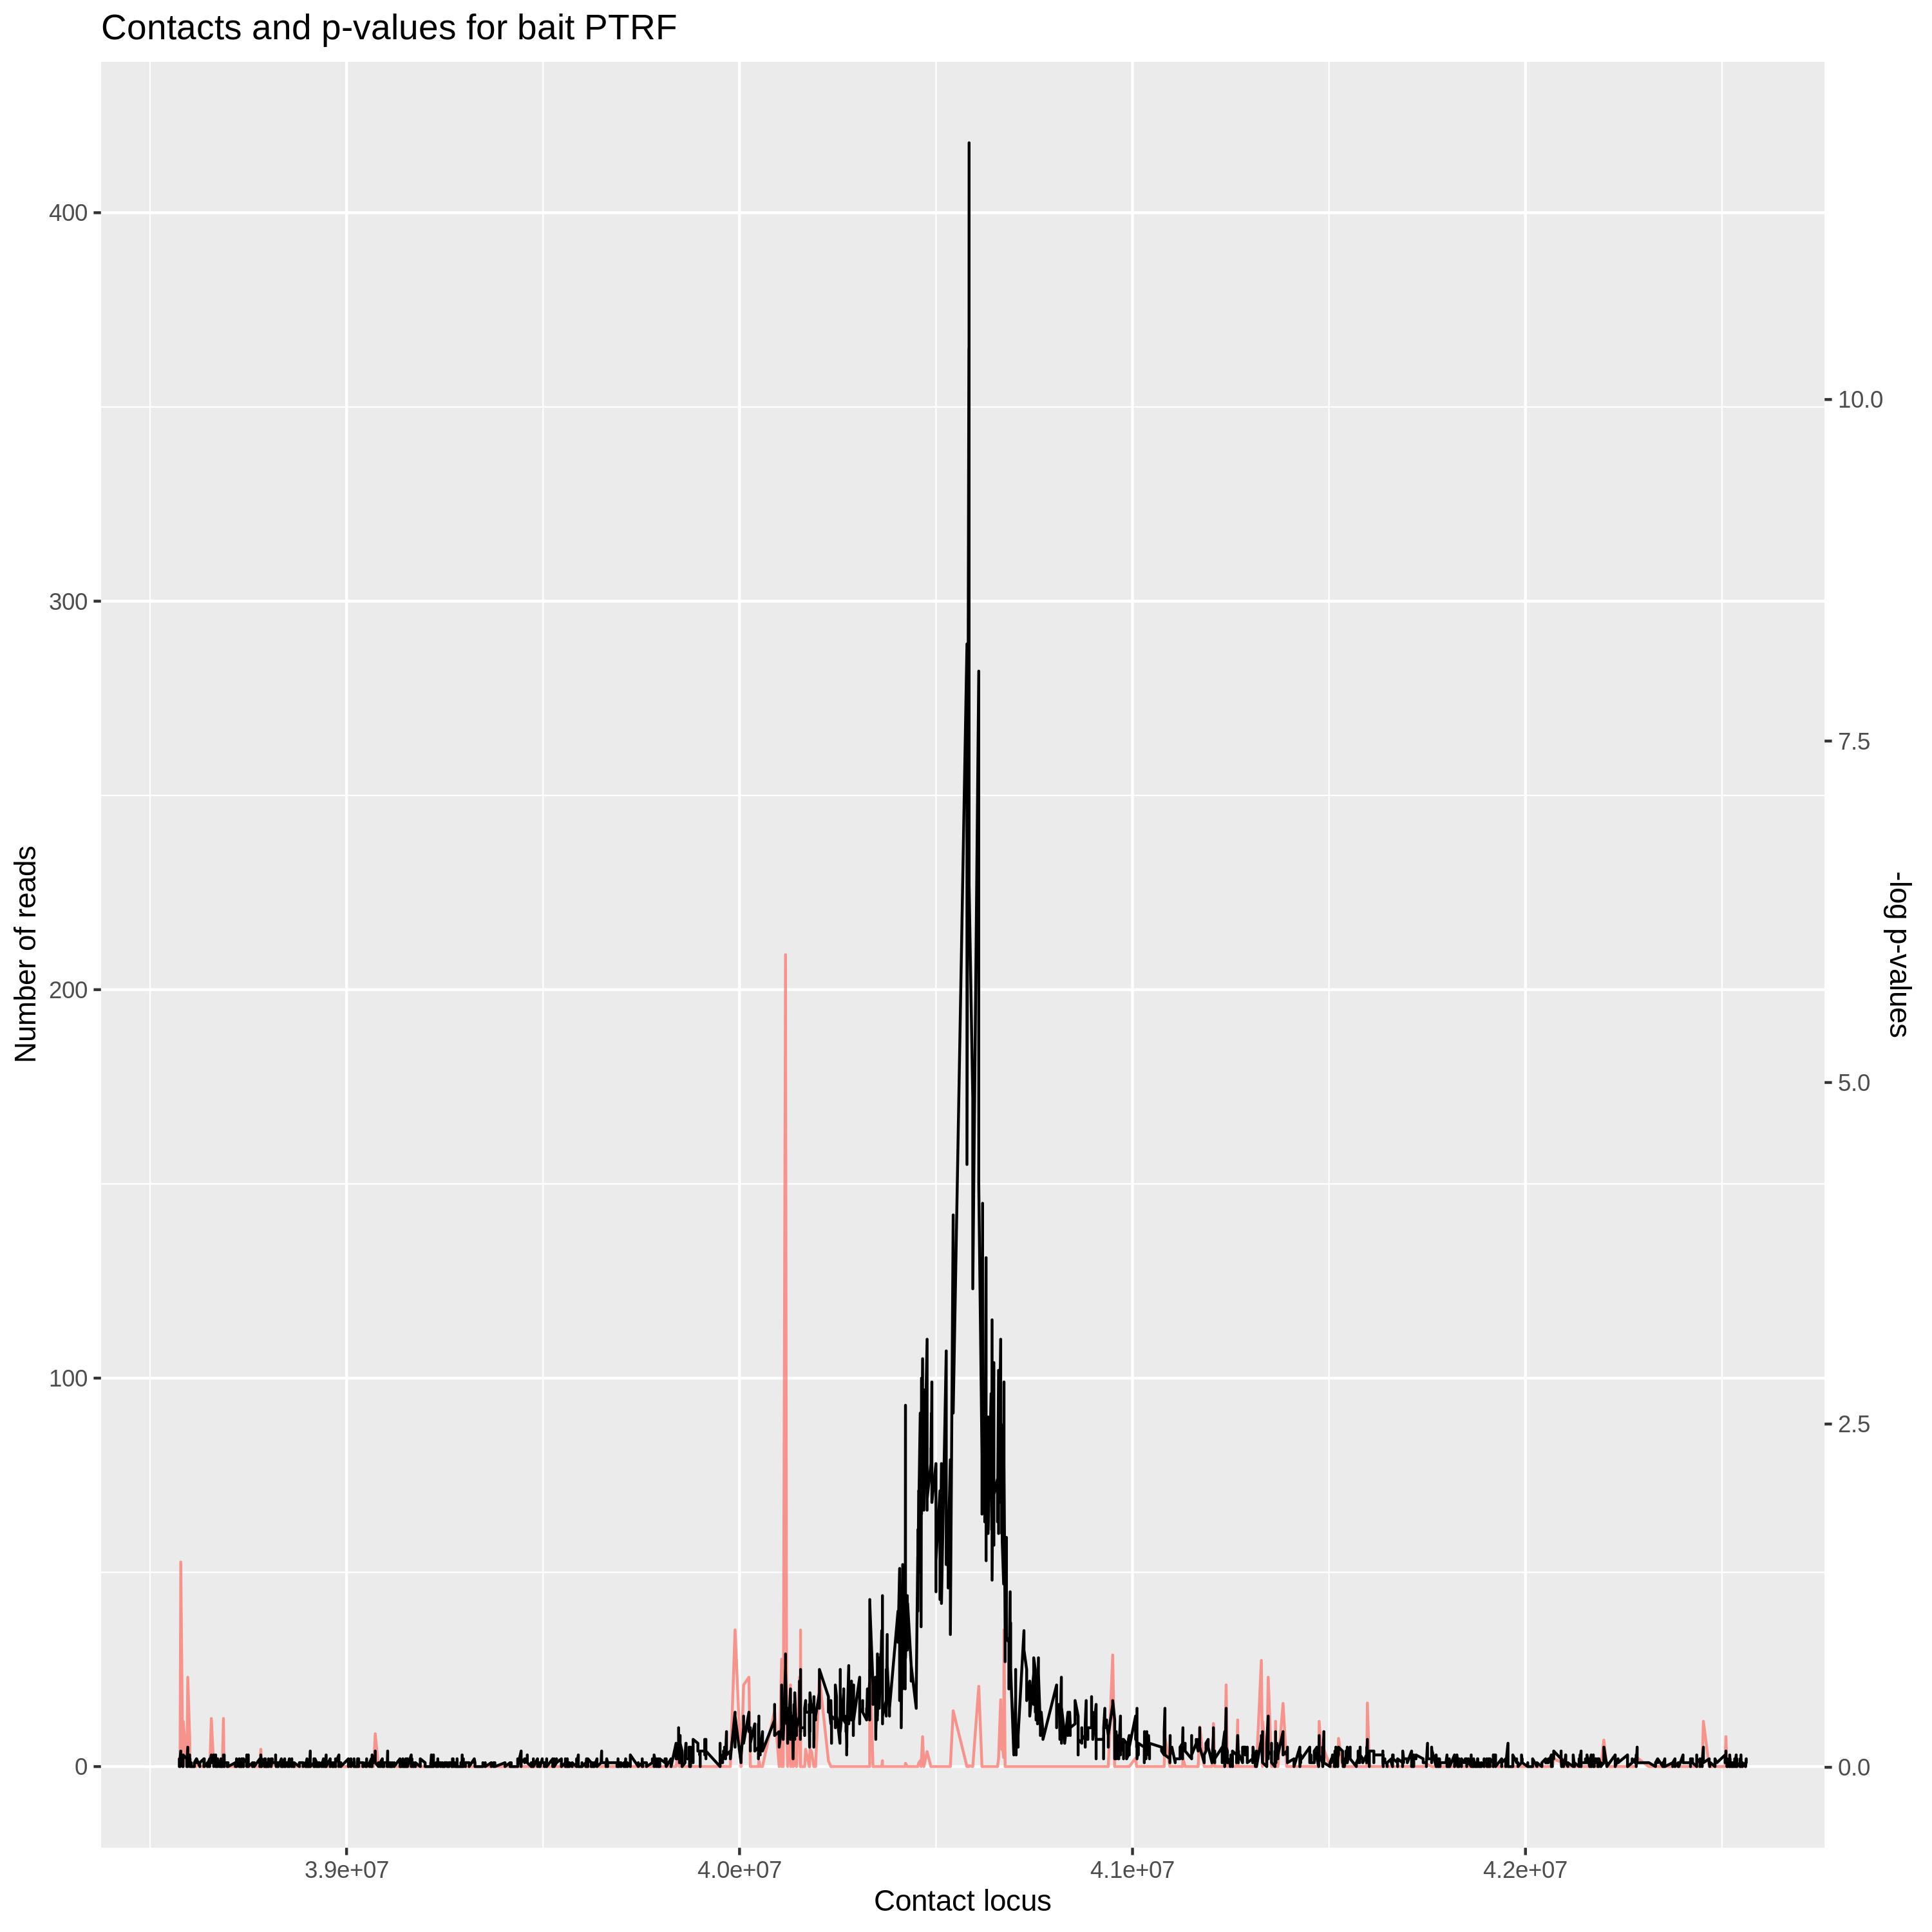 Contacts and p-values for bait PTRF
Number of reads
400
300
200
100
0
10.0
7.5
5.0
2.5
0.0
-log p-values
3.9e+07
4.0e+07
4.1e+07
4.2e+07
Contact locus